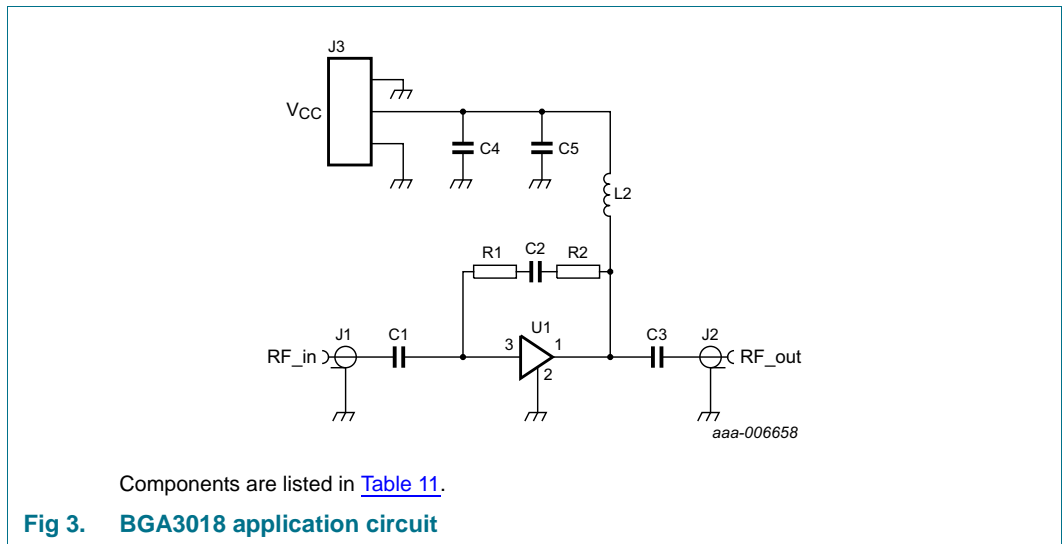 J3
VCC
C4
C5
L2
R1
C2
R2
J1
C1
U1
C3
J2
RF_in
3
1
RF_out
2
aaa-006658
Components are listed in Table 11.
Fig 3. BGA3018 application circuit